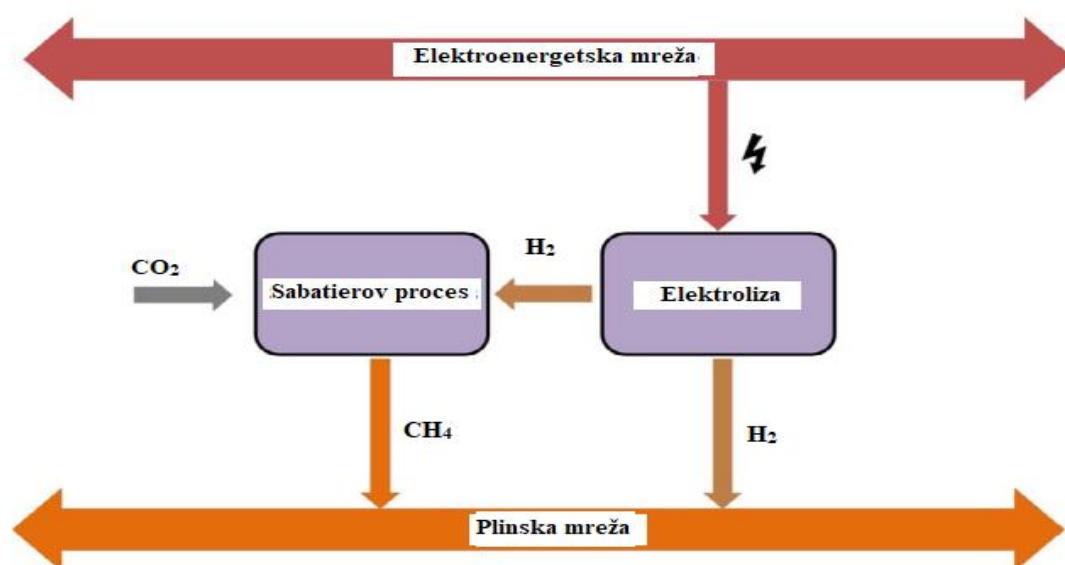 Elektroenergetska mreža
H₂
CO₂
Sabatierov proces
Elektroliza
CH₄
H₂
Plinska mreža